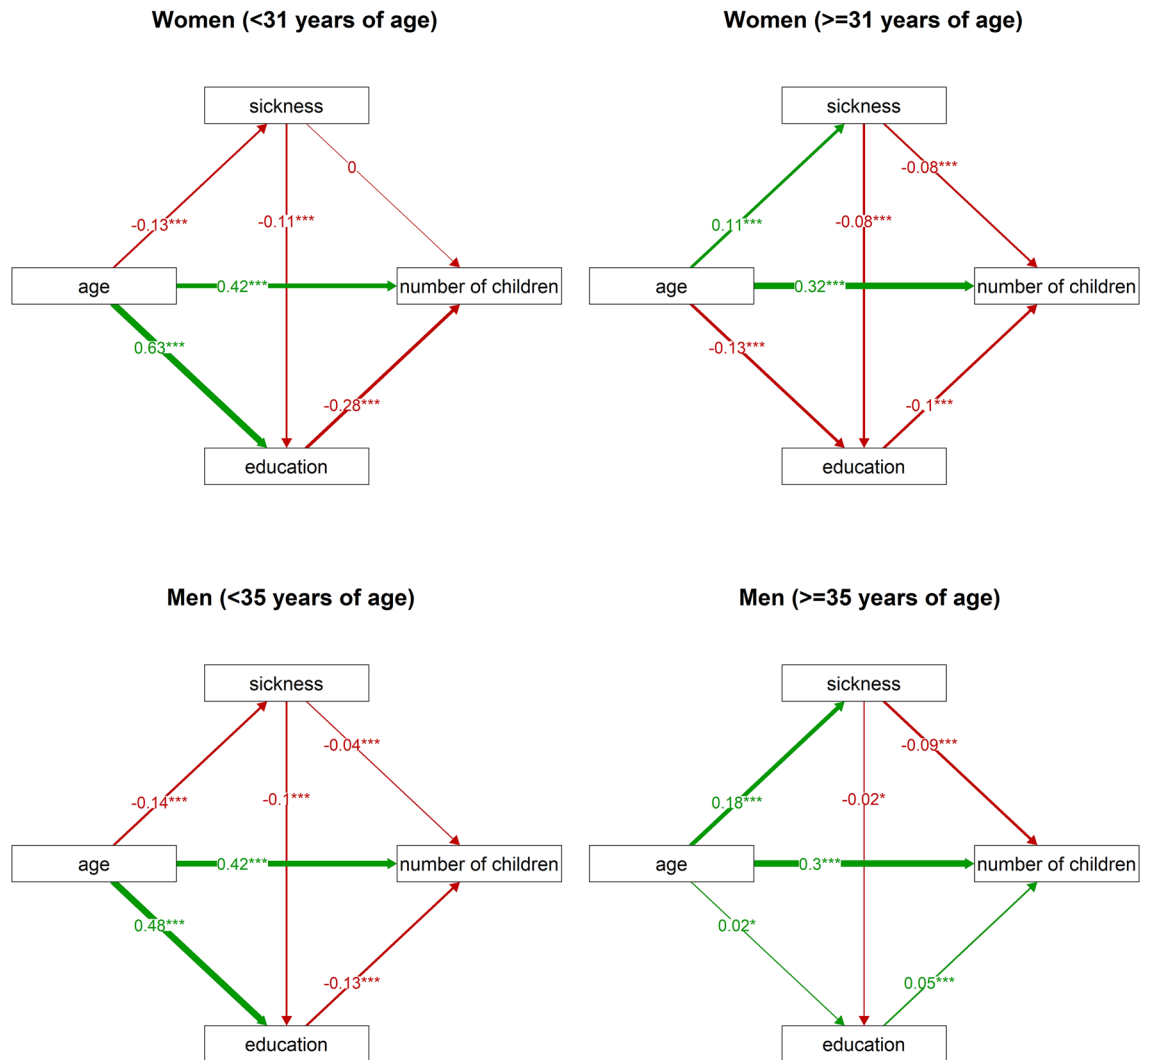 Women (<31 years of age)
sickness
0
-0.13***
-0.11***
age
0.42***
number of children
0.63***
-0.28***
education
Women (>=31 years of age)
sickness
-0.08***
0.11***
-0.08***
age
0.32***
number of children
-0.13***
-0.1***
education
Men (<35 years of age)
sickness
-0.04***
-0.14***
-0.1***
age
0.42***
number of children
0.48***
-0.13***
education
Men (>=35 years of age)
sickness
-0.09***
0.18***
-0.02*
age
0.3***
number of children
0.02*
0.05***
education